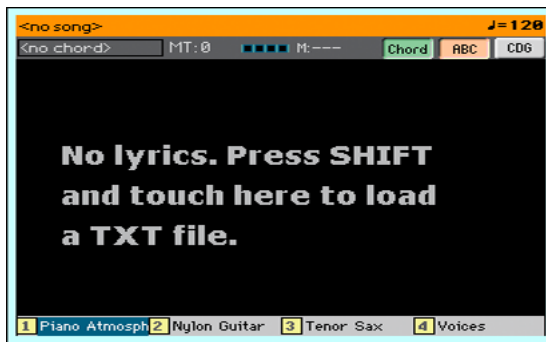 <no song> ♩=120
<no chord> MT:0 M:--- Chord ABC CDG
No lyrics. Press SHIFT
and touch here to load
a TXT file.
1 Piano Atmosph 2 Nylon Guitar 3 Tenor Sax 4 Voices